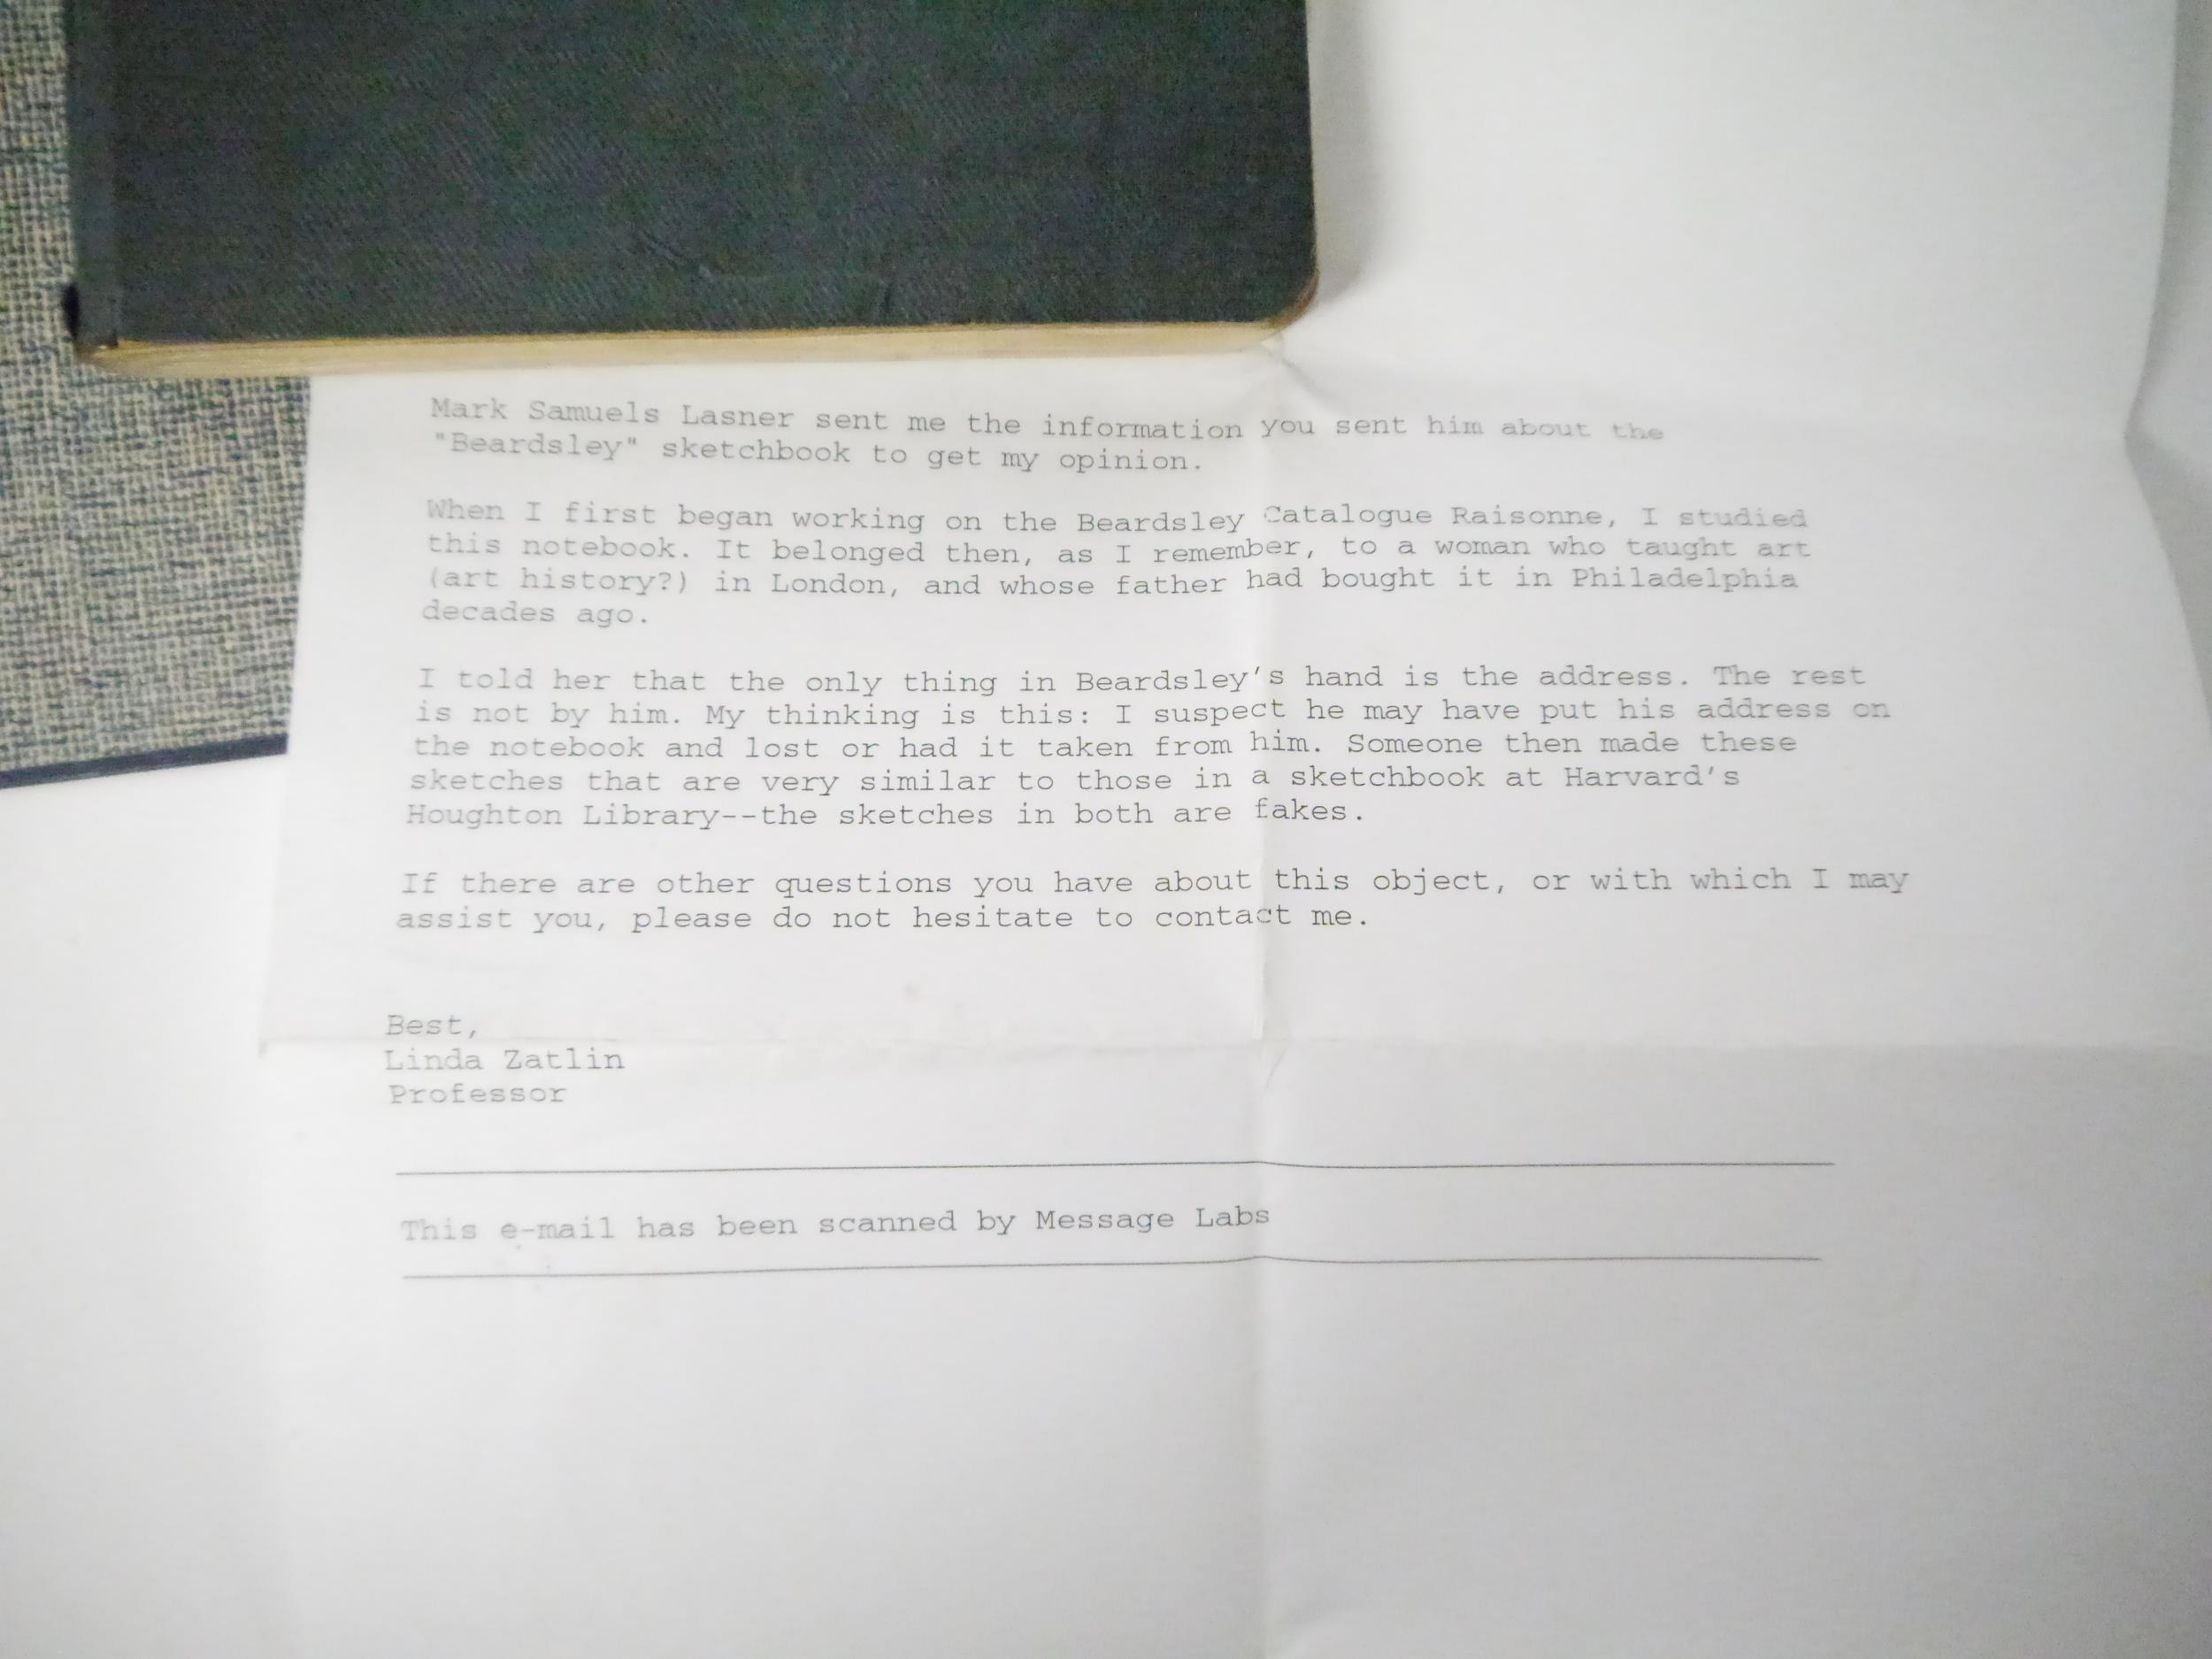 Mark Samuels Lasner sent me the information you sent him about the
"Beardsley" sketchbook to get my opinion.
When I first began working on the Beardsley Catalogue Raisonne, I studied
this notebook. It belonged then, as I remember, to a woman who taught art
(art history?) in London, and whose father had bought it in Philadelphia
decades ago.
I told her that the only thing in Beardsley's hand is the address. The rest
is not by him. My thinking is this: I suspect he may have put his address on
the notebook and lost or had it taken from him. Someone then made these
sketches that are very similar to those in a sketchbook at Harvard's
Houghton Library--the sketches in both are fakes.
If there are other questions you have about this object, or with which I may
assist you, please do not hesitate to contact me.
Best,
Linda Zatlin
Professor
This e-mail has been scanned by Message Labs